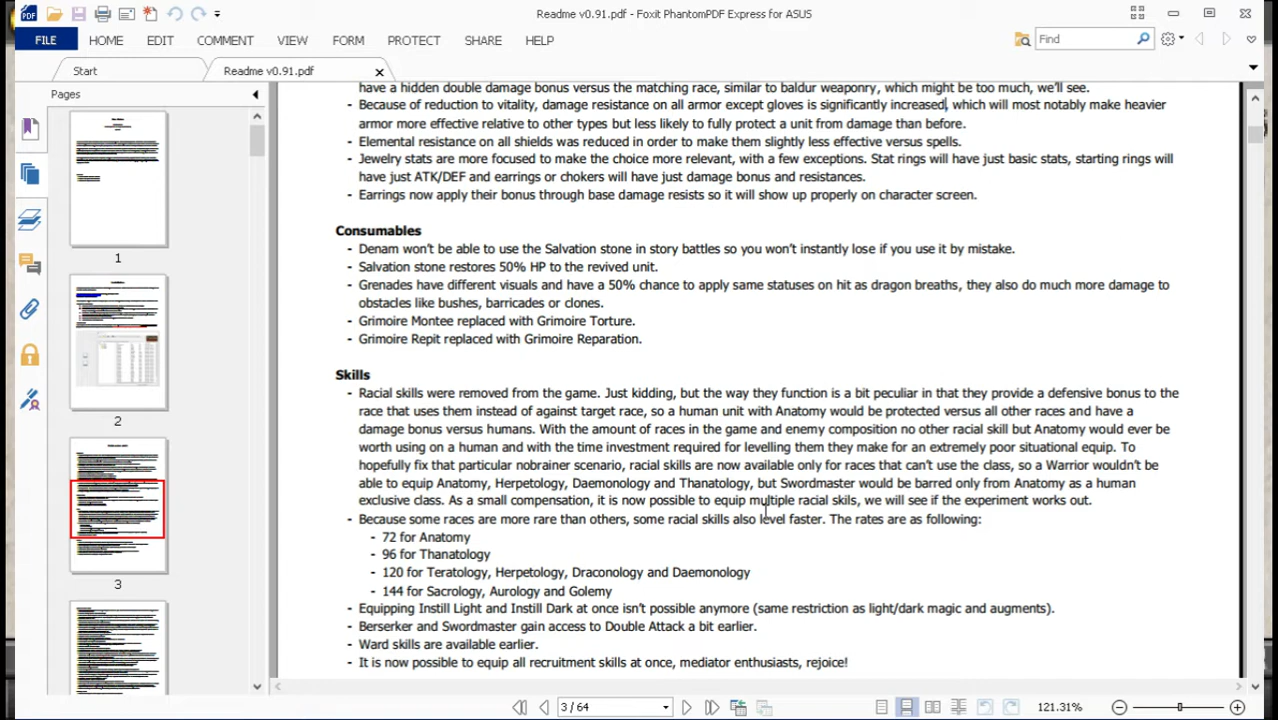 PDF
Readme v0.91.pdf - Foxit PhantomPDF Express for ASUS
FILE HOME EDIT COMMENT VIEW FORM PROTECT SHARE HELP Find
Start Readme v0.91.pdf
Pages
1
2
3
have a hidden double damage bonus versus the matching race, similar to baldur weaponry, which might be too much, we'll see.
- Because of reduction to vitality, damage resistance on all armor except gloves is significantly increased, which will most notably make heavier
armor more effective relative to other types but less likely to fully protect a unit from damage than before.
- Elemental resistance on all shields was reduced in order to make them slightly less effective versus spells.
- Jewelry stats are more focused to make the choice more relevant, with a few exceptions. Stat rings will have just basic stats, starting rings will
have just ATK/DEF and earrings or chokers will have just damage bonus and resistances.
- Earrings now apply their bonus through base damage resists so it will show up properly on character screen.
Consumables
- Denam won't be able to use the Salvation stone in story battles so you won't instantly lose if you use it by mistake.
- Salvation stone restores 50% HP to the revived unit.
- Grenades have different visuals and have a 50% chance to apply same statuses on hit as dragon breaths, they also do much more damage to
obstacles like bushes, barricades or clones.
- Grimoire Montee replaced with Grimoire Torture.
- Grimoire Repit replaced with Grimoire Reparation.
Skills
- Racial skills were removed from the game. Just kidding, but the way they function is a bit peculiar in that they provide a defensive bonus to the
race that uses them instead of against target race, so a human unit with Anatomy would be protected versus all other races and have a
damage bonus versus humans. With the amount of races in the game and enemy composition no other racial skill but Anatomy would ever be
worth using on a human and with the time investment required for levelling them they make for an extremely poor situational equip. To
hopefully fix that particular nobrainer scenario, racial skills are now available only for races that can't use the class, so a Warrior wouldn't be
able to equip Anatomy, Herpetology, Daemonology and Thanatology, but Swordmaster would be barred only from Anatomy as a human
exclusive class. As a small compensation, it is now possible to equip multiple racial skils, we will see if the experiment works out.
- Because some races are more rare than others, some racial skills also level faster. The rates are as following:
- 72 for Anatomy
- 96 for Thanatology
- 120 for Teratology, Herpetology, Draconology and Daemonology
- 144 for Sacrology, Aurology and Golemy
- Equipping Instill Light and Instill Dark at once isn't possible anymore (same restriction as light/dark magic and augments).
- Berserker and Swordmaster gain access to Double Attack a bit earlier.
- Ward skills are available earlier.
- It is now possible to equip all recruitment skills at once, mediator enthusiasts, rejoice!
3 / 64 121.31%